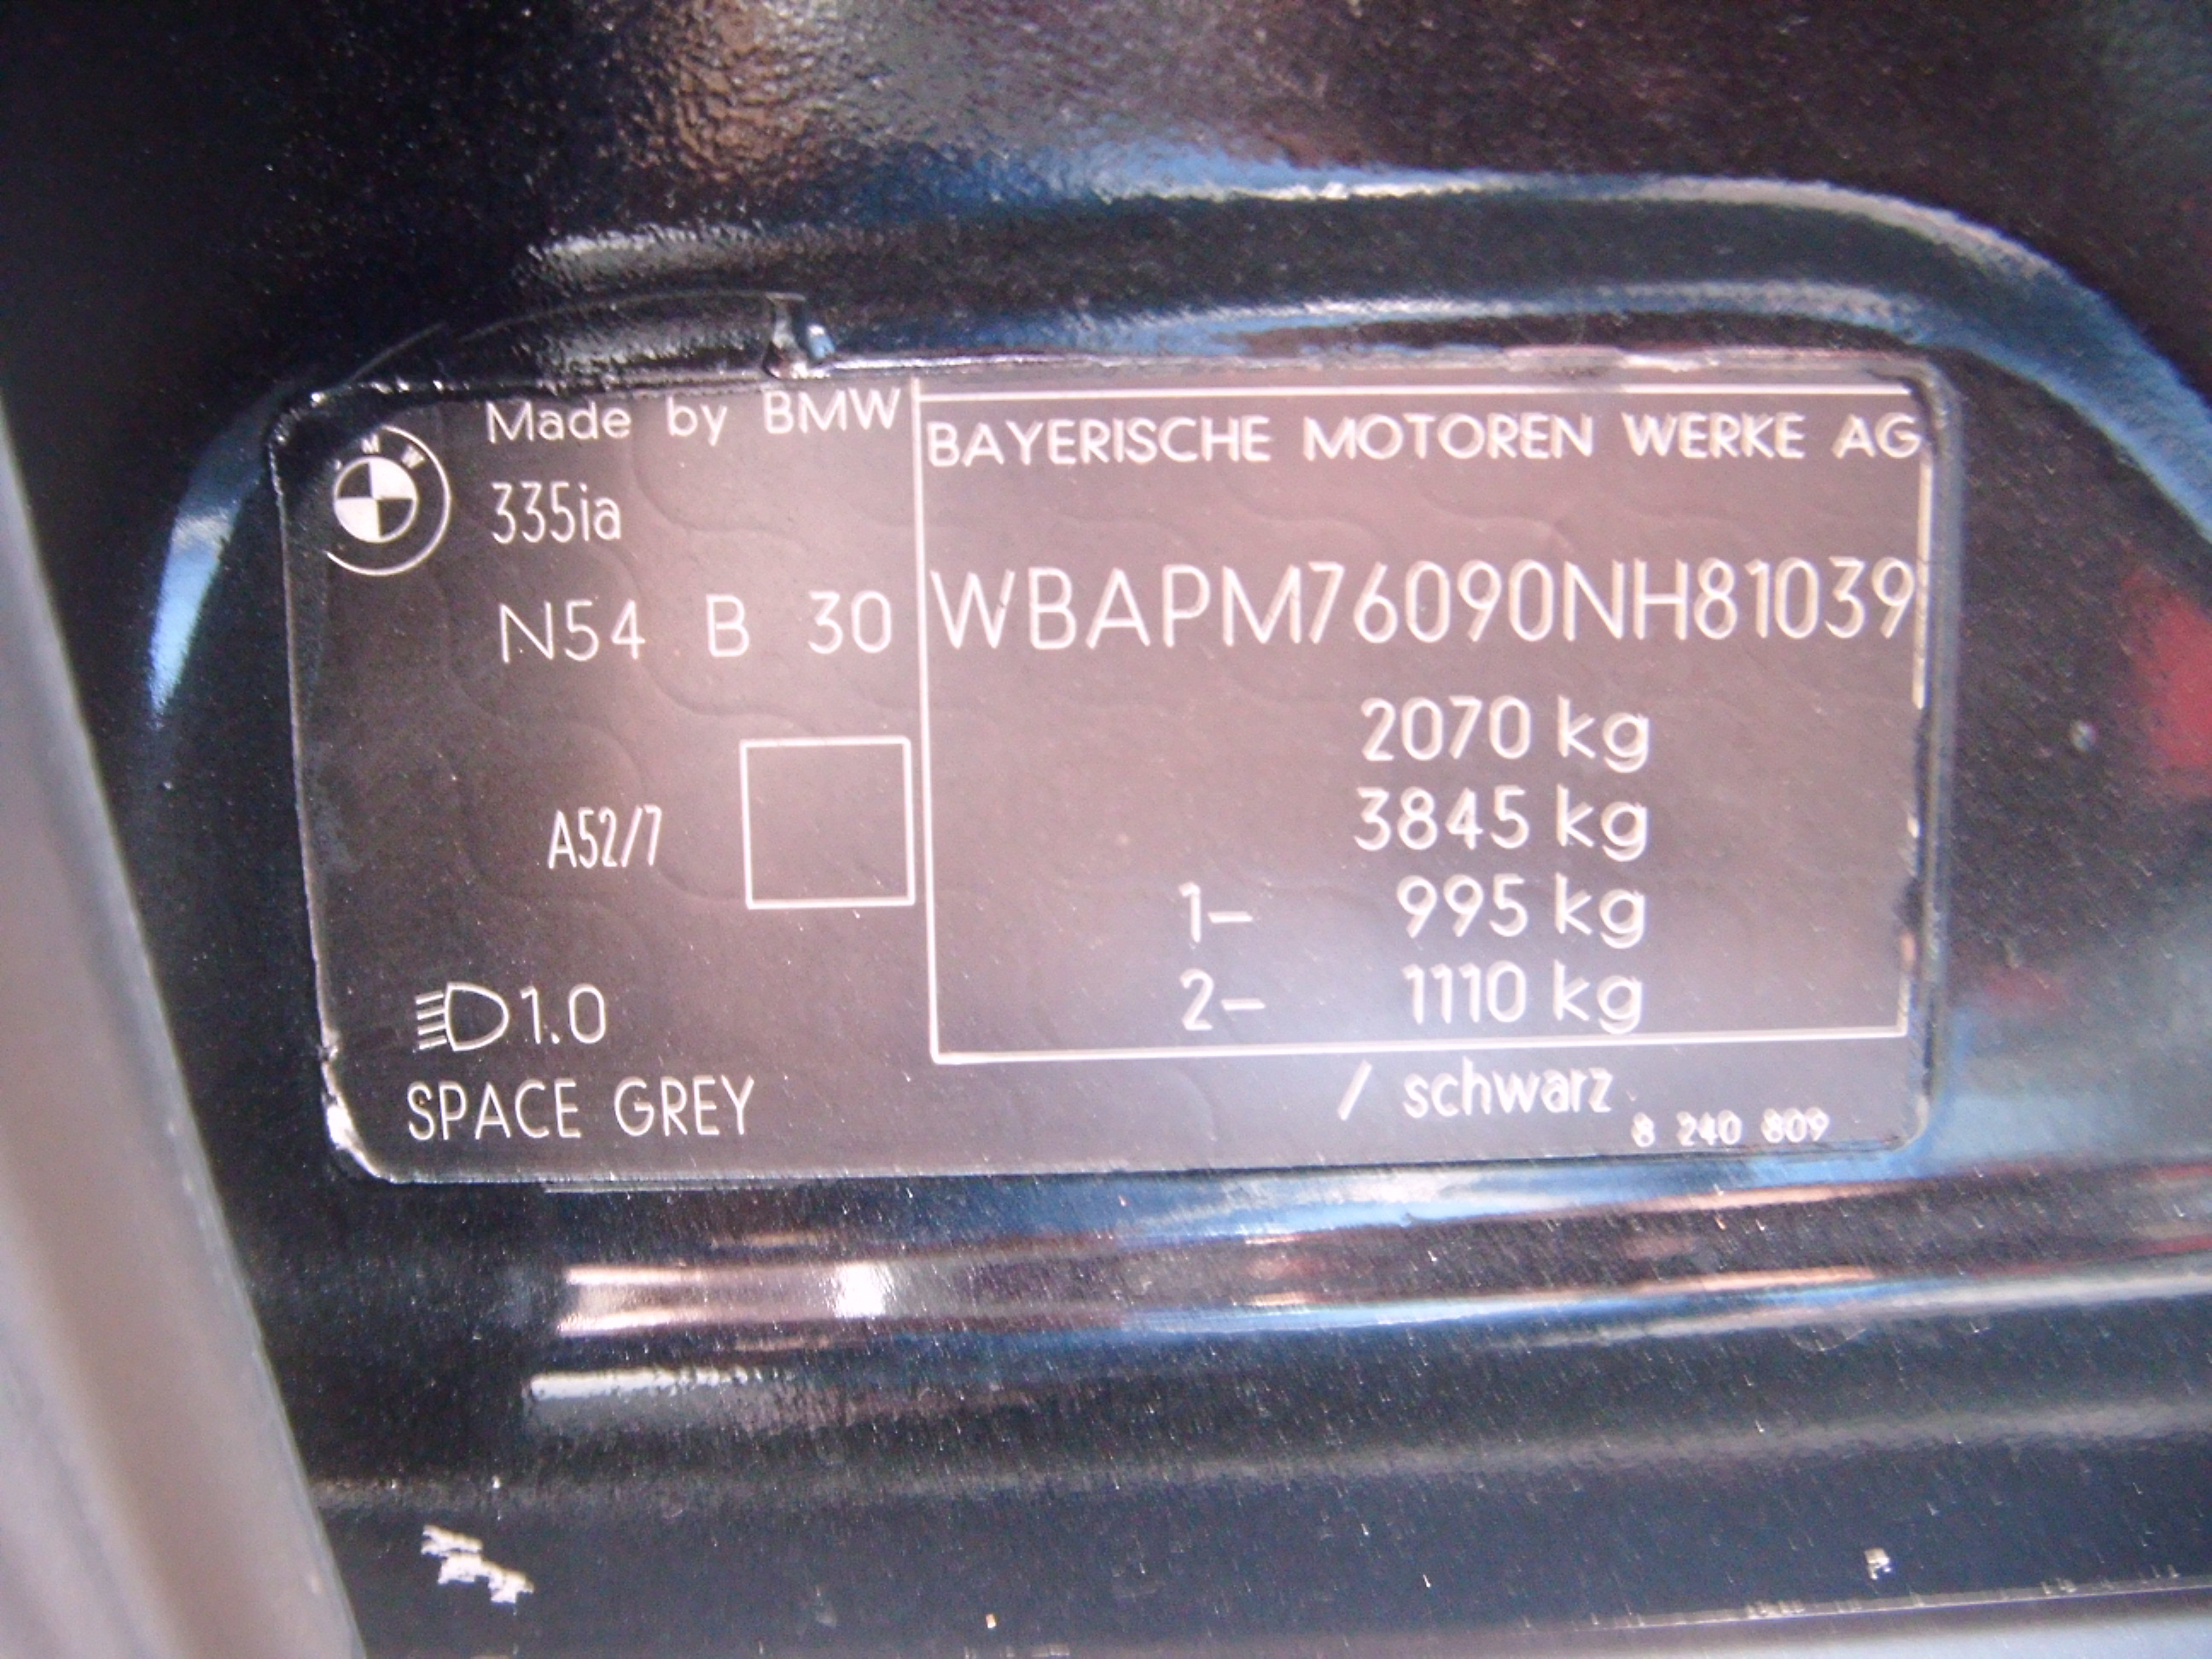 BMW
Made by BMW
335ia
N54 B 30
A52/7
1.0
SPACE GREY
BAYERISCHE MOTOREN WERKE AG
WBAPM76090NH81039
2070 kg
3845 kg
1- 995 kg
2- 1110 kg
/ schwarz
8 240 809